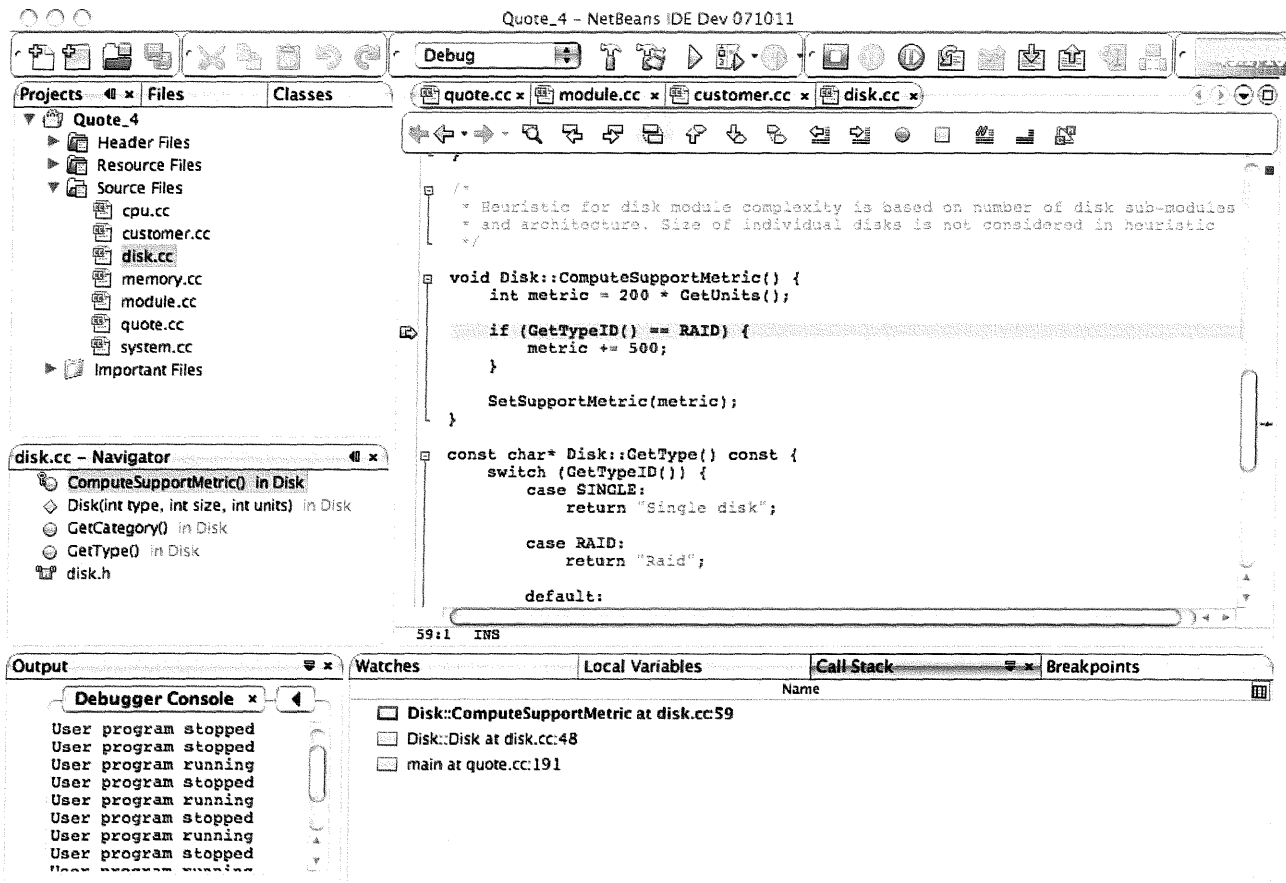 Quote_4 - NetBeans IDE Dev 071011
Debug
Projects Files Classes
quote.cc x module.cc x customer.cc x disk.cc x
Quote_4
Header Files
Resource Files
Source Files
cpu.cc
customer.cc
disk.cc
memory.cc
module.cc
quote.cc
system.cc
Important Files
}
/*
* Heuristic for disk module complexity is based on number of disk sub-modules
* and architecture. Size of individual disks is not considered in heuristic
*/
void Disk::ComputeSupportMetric() {
int metric = 200 * GetUnits();
if (GetTypeID() == RAID) {
metric += 500;
}
SetSupportMetric(metric);
}
const char* Disk::GetType() const {
switch (GetTypeID()) {
case SINGLE:
return "Single disk";
case RAID:
return "Raid";
default:
59:1 INS
disk.cc - Navigator
ComputeSupportMetric() in Disk
Disk(int type, int size, int units) in Disk
GetCategory() in Disk
GetType() in Disk
disk.h
Output
Debugger Console x
User program stopped
User program stopped
User program running
User program stopped
User program running
User program stopped
User program running
User program stopped
User program running
Watches Local Variables Call Stack Breakpoints
Name
Disk::ComputeSupportMetric at disk.cc:59
Disk::Disk at disk.cc:48
main at quote.cc:191